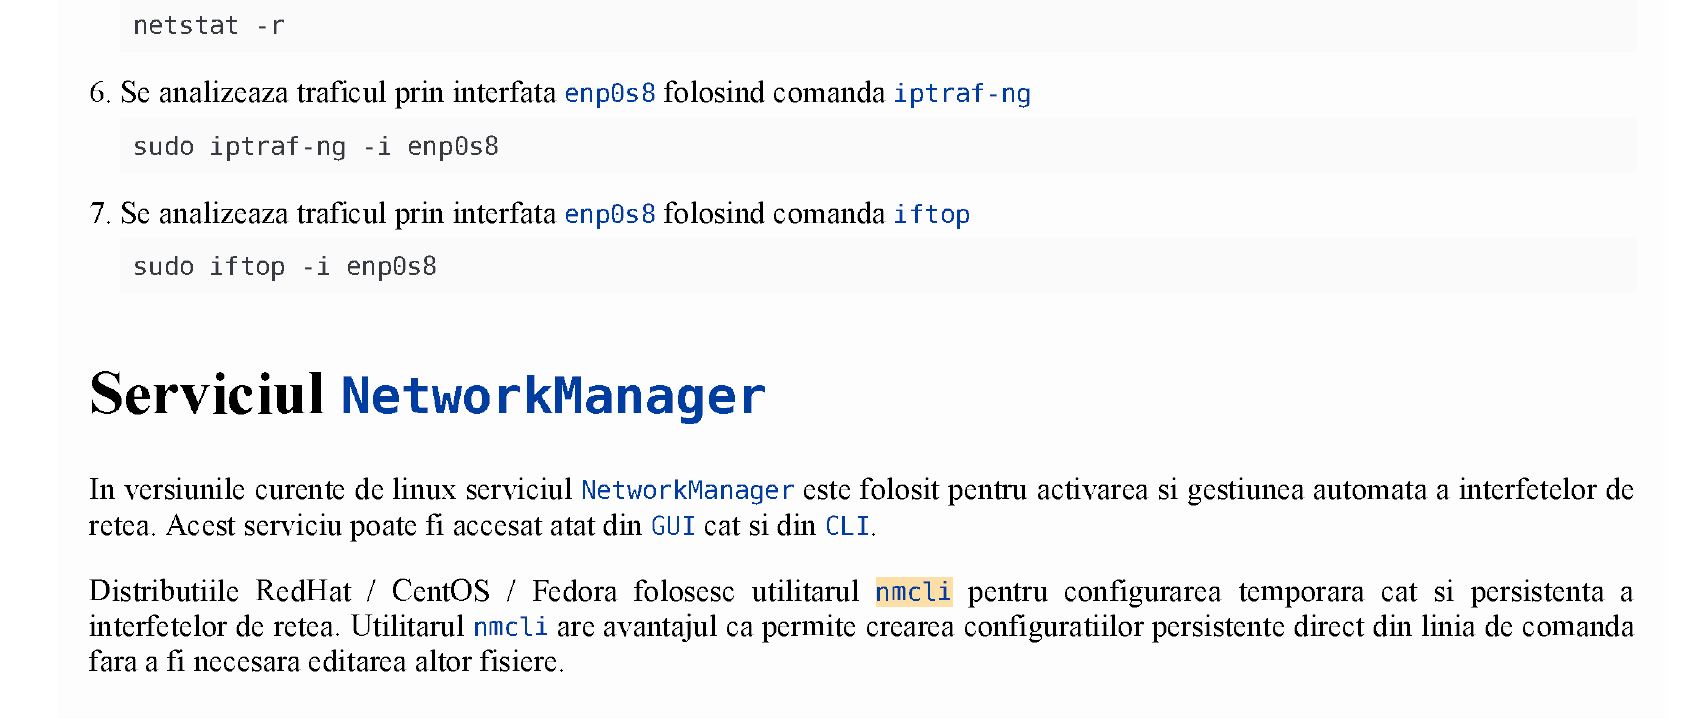 netstat -r
6. Se analizeaza traficul prin interfata enp0s8 folosind comanda iptraf-ng
sudo iptraf-ng -i enp0s8
7. Se analizeaza traficul prin interfata enp0s8 folosind comanda iftop
sudo iftop -i enp0s8
Serviciul NetworkManager
In versiunile curente de linux serviciul NetworkManager este folosit pentru activarea si gestiunea automata a interfetelor de
retea. Acest serviciu poate fi accesat atat din GUI cat si din CLI.
Distributiile RedHat / CentOS / Fedora folosesc utilitarul nmcli pentru configurarea temporara cat si persistenta a
interfetelor de retea. Utilitarul nmcli are avantajul ca permite crearea configuratiilor persistente direct din linia de comanda
fara a fi necesara editarea altor fisiere.